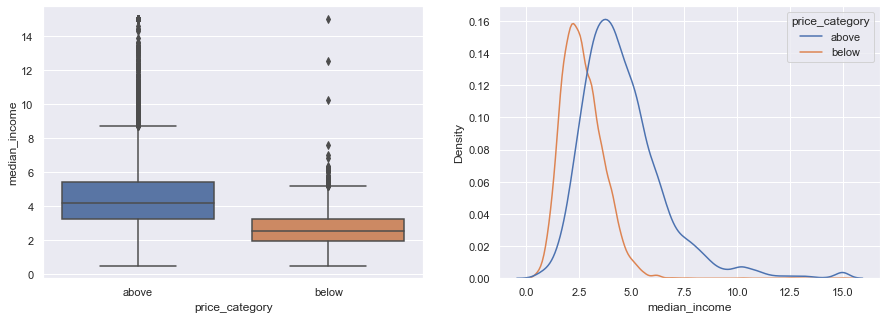 14
12
10
8
6
4
2
0
median_income
above
below
price_category
0.16
0.14
0.12
0.10
0.08
0.06
0.04
0.02
0.00
Density
price_category
above
below
0.0
2.5
5.0
7.5
10.0
12.5
15.0
median_income